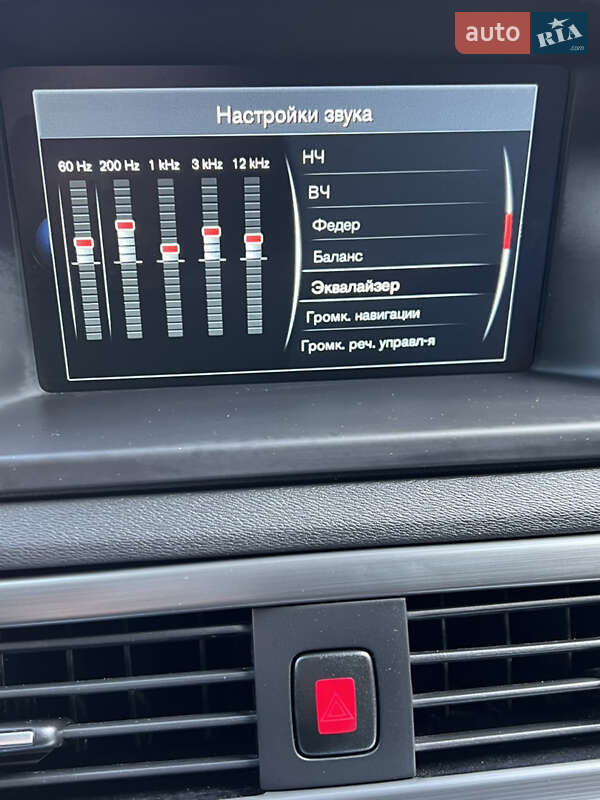 auto RIA
.com
Настройки звука
60 Hz 200 Hz 1 kHz 3 kHz 12 kHz
НЧ
ВЧ
Федер
Баланс
Эквалайзер
Громк. навигации
Громк. реч. управл-я